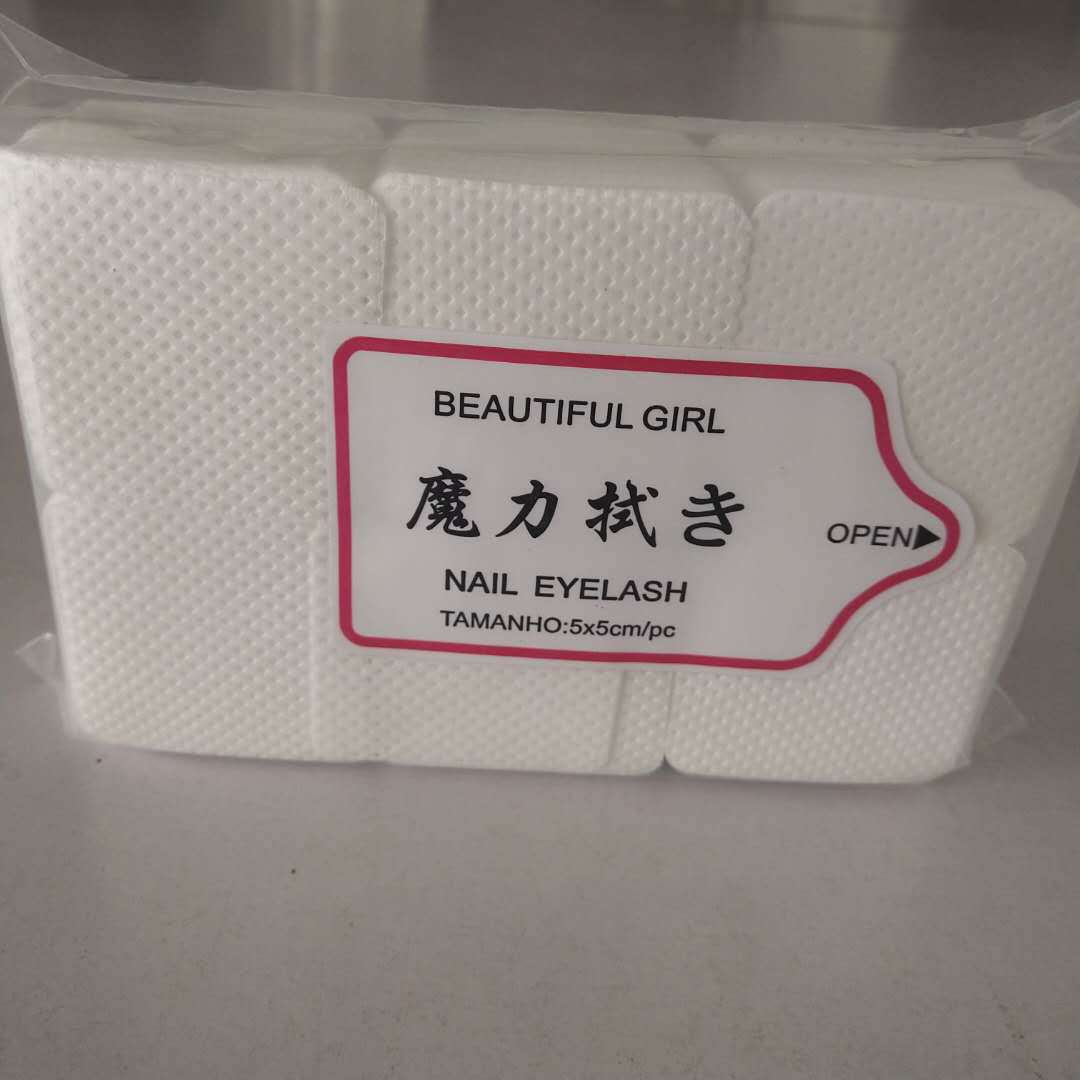 BEAUTIFUL GIRL
魔力拭き
OPEN▶
NAIL EYELASH
TAMANHO:5x5cm/pc